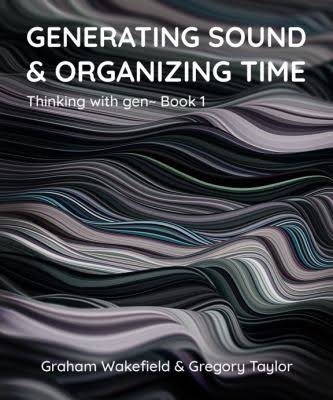 GENERATING SOUND
& ORGANIZING TIME
Thinking with gen~ Book 1
Graham Wakefield & Gregory Taylor